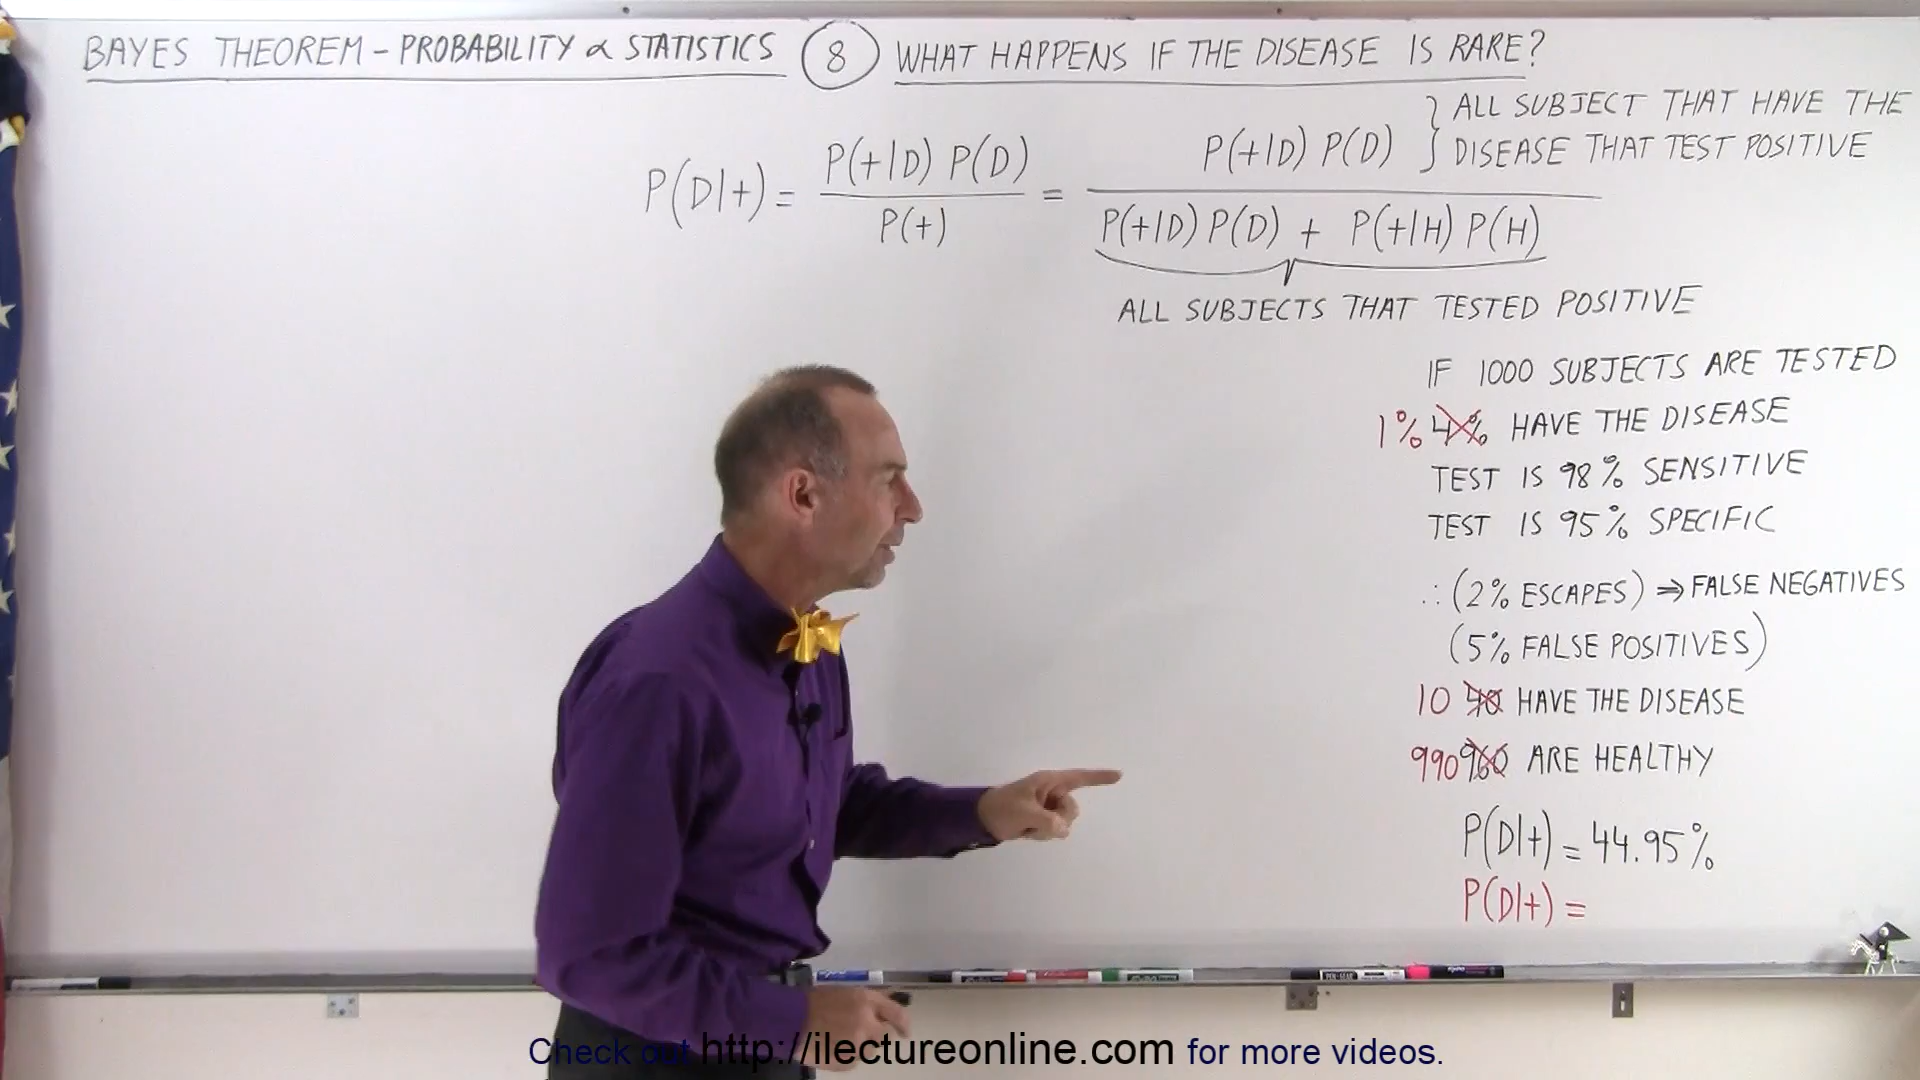 BAYES THEOREM - PROBABILITY & STATISTICS 8 WHAT HAPPENS IF THE DISEASE IS RARE?
P(D|+) = P(+|D) P(D) / P(+) = P(+|D) P(D) / P(+|D) P(D) + P(+|H) P(H)
} ALL SUBJECT THAT HAVE THE
DISEASE THAT TEST POSITIVE
ALL SUBJECTS THAT TESTED POSITIVE
IF 1000 SUBJECTS ARE TESTED
1% 4% HAVE THE DISEASE
TEST IS 98% SENSITIVE
TEST IS 95% SPECIFIC
∴ (2% ESCAPES) ⇒ FALSE NEGATIVES
(5% FALSE POSITIVES)
10 40 HAVE THE DISEASE
990 960 ARE HEALTHY
P(D|+) = 44.95%
P(D|+) =
Check out http://ilectureonline.com for more videos.